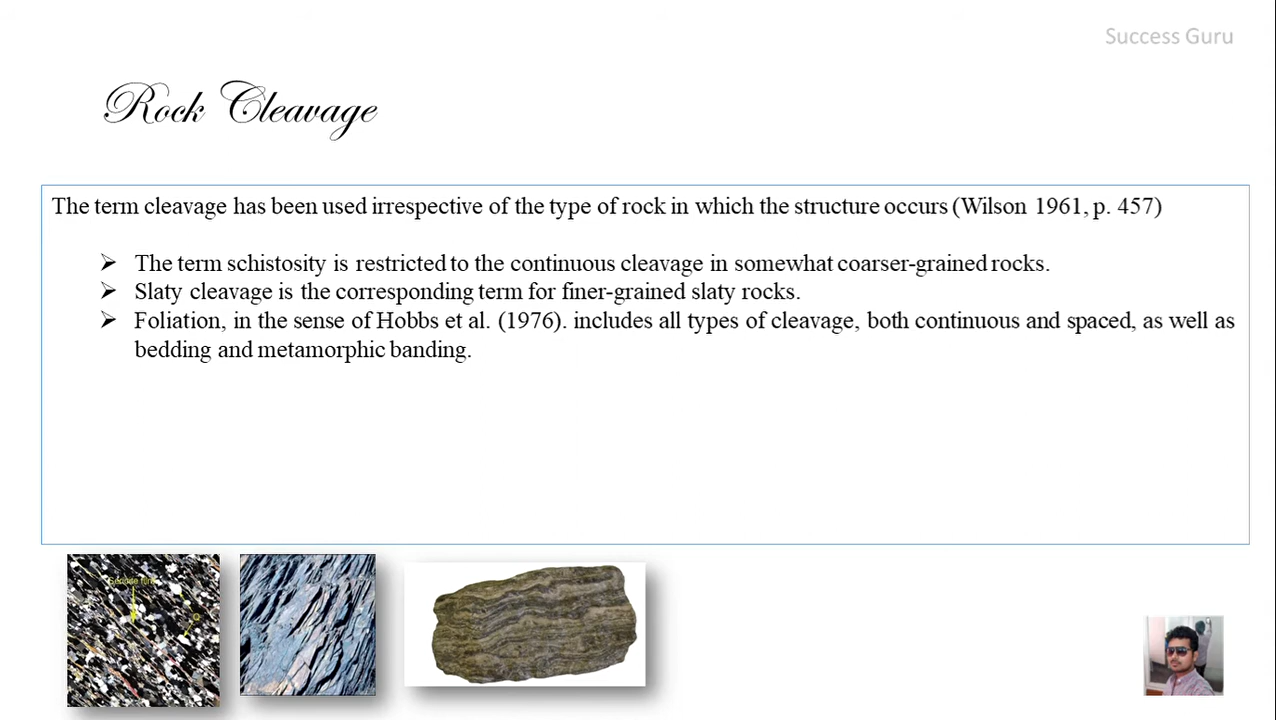 Success Guru
Rock Cleavage
The term cleavage has been used irrespective of the type of rock in which the structure occurs (Wilson 1961, p. 457)
➢ The term schistosity is restricted to the continuous cleavage in somewhat coarser-grained rocks.
➢ Slaty cleavage is the corresponding term for finer-grained slaty rocks.
➢ Foliation, in the sense of Hobbs et al. (1976). includes all types of cleavage, both continuous and spaced, as well as
bedding and metamorphic banding.